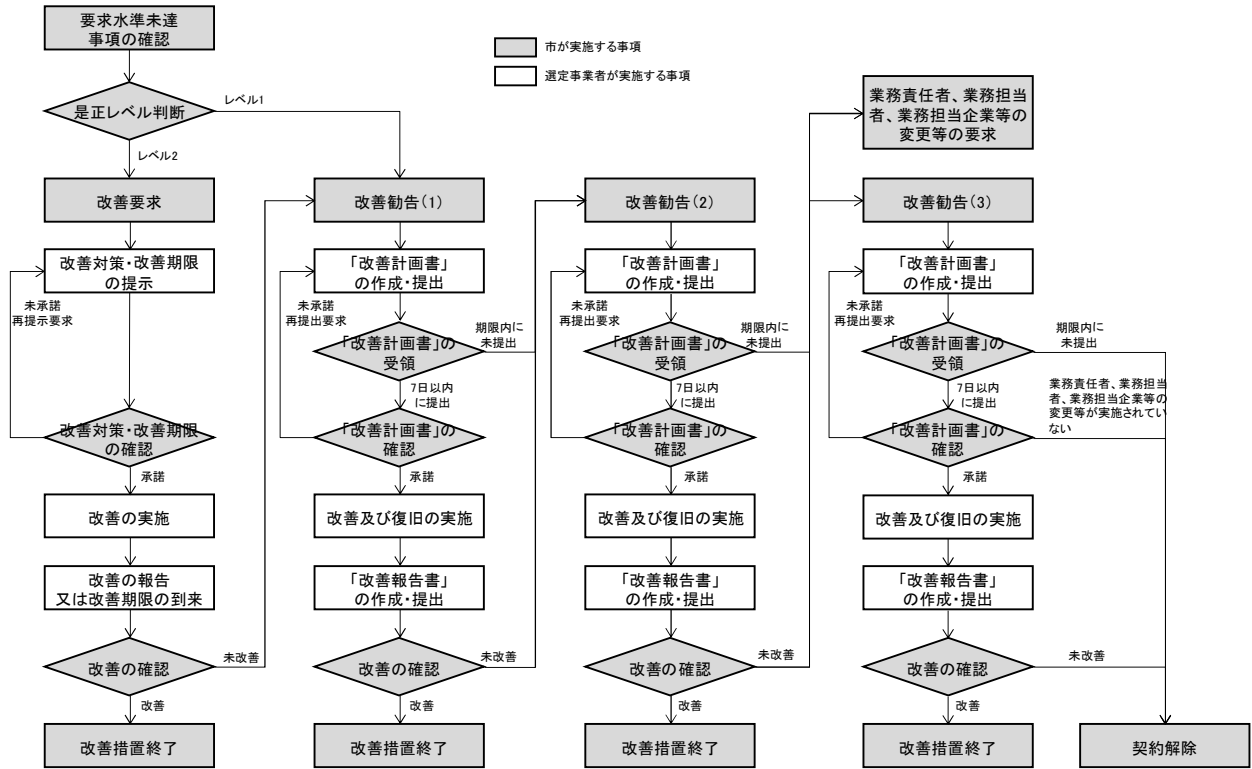 要求水準未達
事項の確認
市が実施する事項
選定事業者が実施する事項
是正レベル判断
レベル1
レベル2
業務責任者、業務担当
者、業務担当企業等の
変更等の要求
改善要求
改善対策・改善期限
の提示
未承諾
再提示要求
改善対策・改善期限
の確認
承諾
改善の実施
改善の報告
又は改善期限の到来
改善の確認
未改善
改善
改善措置終了
改善勧告(1)
「改善計画書」
の作成・提出
未承諾
再提出要求
「改善計画書」の
受領
期限内に
未提出
7日以内
に提出
「改善計画書」の
確認
承諾
改善及び復旧の実施
「改善報告書」
の作成・提出
改善の確認
未改善
改善
改善措置終了
改善勧告(2)
「改善計画書」
の作成・提出
未承諾
再提出要求
「改善計画書」の
受領
期限内に
未提出
7日以内
に提出
「改善計画書」の
確認
承諾
改善及び復旧の実施
「改善報告書」
の作成・提出
改善の確認
未改善
改善
改善措置終了
改善勧告(3)
「改善計画書」
の作成・提出
未承諾
再提出要求
「改善計画書」の
受領
期限内に
未提出
7日以内
に提出
業務責任者、業務担当
者、業務担当企業等の
変更等が実施されてい
ない
「改善計画書」の
確認
承諾
改善及び復旧の実施
「改善報告書」
の作成・提出
改善の確認
未改善
改善
改善措置終了
契約解除